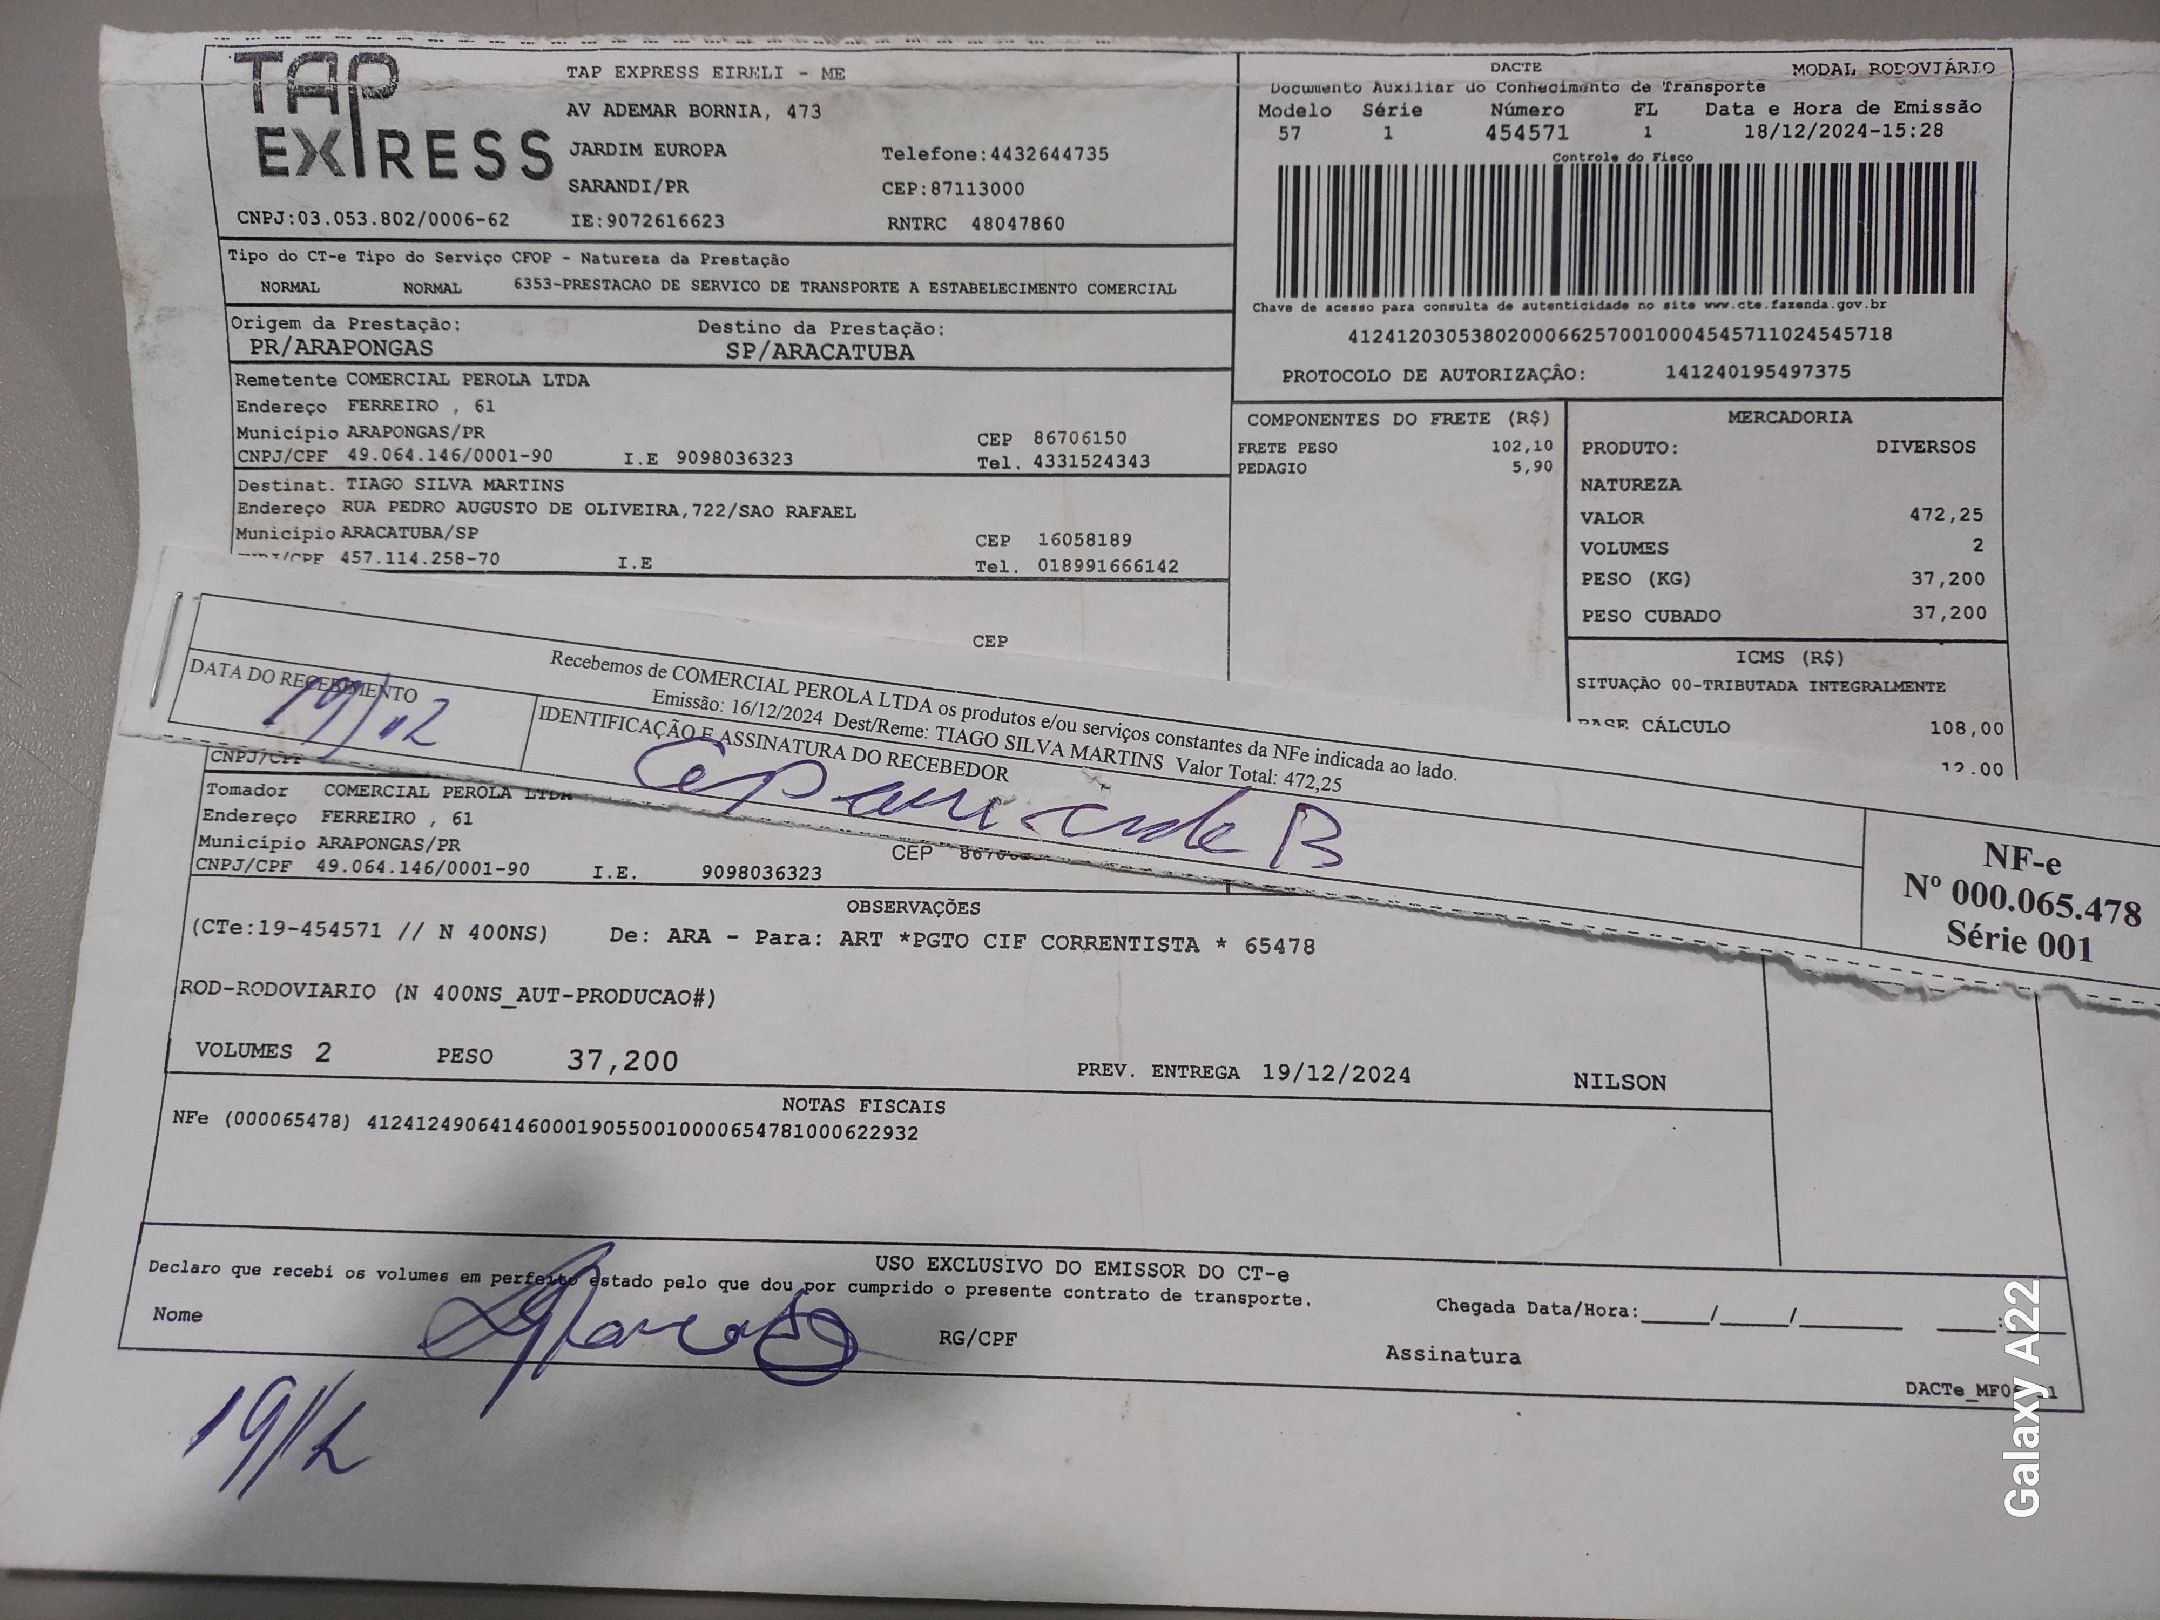 TAP EXPRESS
TAP EXPRESS EIRELI - ME
AV ADEMAR BORNIA, 473
JARDIM EUROPA
Telefone:4432644735
SARANDI/PR
CEP:87113000
CNPJ:03.053.802/0006-62
IE:9072616623
RNTRC 48047860
DACTE
MODAL RODOVIÁRIO
Documento Auxiliar do Conhecimento de Transporte
Modelo Série Número FL Data e Hora de Emissão
57 1 454571 1 18/12/2024-15:28
Controle do Fisco
Chave de acesso para consulta de autenticidade no site www.cte.fazenda.gov.br
41241203053802000662570010004545711024545718
PROTOCOLO DE AUTORIZAÇÂO: 141240195497375
Tipo do CT-e Tipo do Serviço CFOP - Natureza da Prestação
NORMAL NORMAL 6353-PRESTACAO DE SERVICO DE TRANSPORTE A ESTABELECIMENTO COMERCIAL
Origem da Prestação: Destino da Prestação:
PR/ARAPONGAS SP/ARACATUBA
Remetente COMERCIAL PEROLA LTDA
Endereço FERREIRO , 61
Município ARAPONGAS/PR CEP 86706150
CNPJ/CPF 49.064.146/0001-90 I.E 9098036323 Tel. 4331524343
Destinat. TIAGO SILVA MARTINS
Endereço RUA PEDRO AUGUSTO DE OLIVEIRA,722/SAO RAFAEL
Município ARACATUBA/SP CEP 16058189
/CPF 457.114.258-70 I.E Tel. 018991666142
CEP
COMPONENTES DO FRETE (R$)
FRETE PESO 102,10
PEDAGIO 5,90
MERCADORIA
PRODUTO: DIVERSOS
NATUREZA
VALOR 472,25
VOLUMES 2
PESO (KG) 37,200
PESO CUBADO 37,200
ICMS (R$)
SITUAÇÃO 00-TRIBUTADA INTEGRALMENTE
BASE CÁLCULO 108,00
12,00
Recebemos de COMERCIAL PEROLA LTDA os produtos e/ou serviços constantes da NFe indicada ao lado.
Emissão: 16/12/2024 Dest/Reme: TIAGO SILVA MARTINS Valor Total: 472,25
DATA DO RECEBIMENTO
19/12
IDENTIFICAÇÃO E ASSINATURA DO RECEBEDOR
NF-e
Nº 000.065.478
Série 001
CNPJ/CPF
Tomador COMERCIAL PEROLA LTDA
Endereço FERREIRO , 61
Município ARAPONGAS/PR CEP
CNPJ/CPF 49.064.146/0001-90 I.E. 9098036323
OBSERVAÇÕES
(CTe:19-454571 // N 400NS) De: ARA - Para: ART *PGTO CIF CORRENTISTA * 65478
ROD-RODOVIARIO (N 400NS_AUT-PRODUCAO#)
VOLUMES 2 PESO 37,200 PREV. ENTREGA 19/12/2024 NILSON
NOTAS FISCAIS
NFe (000065478) 41241249064146000190550010000654781000622932
USO EXCLUSIVO DO EMISSOR DO CT-e
Declaro que recebi os volumes em perfeito estado pelo que dou por cumprido o presente contrato de transporte.
Nome RG/CPF
Chegada Data/Hora:_____/_____/________ ____:____
Assinatura
19/12
Galaxy A22